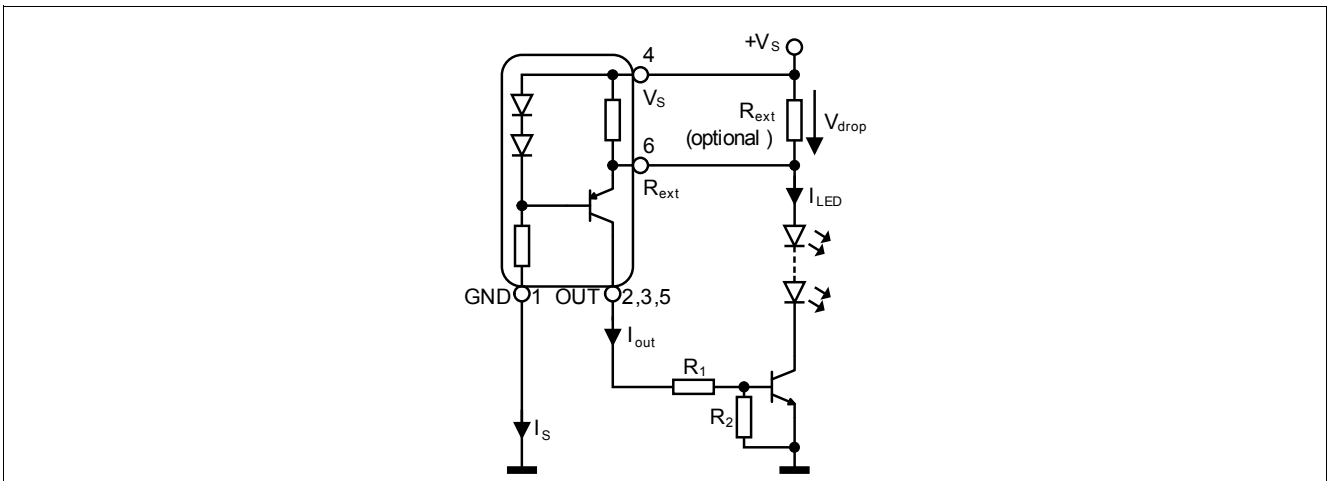 +VS
4
VS
Rext
(optional )
Vdrop
6
Rext
ILED
GND 1 OUT 2,3,5
Iout
R1
R2
IS